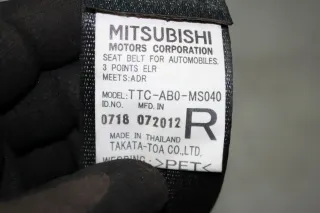 MITSUBISHI
MOTORS CORPORATION
SEAT BELT FOR AUTOMOBILES.
3 POINTS ELR
MEETS:ADR
MODEL:TTC-AB0-MS040
ID.NO. MFD.IN
0718 072012 R
MADE IN THAILAND
TAKATA-TOA CO.,LTD.
WEBBING:>PET<